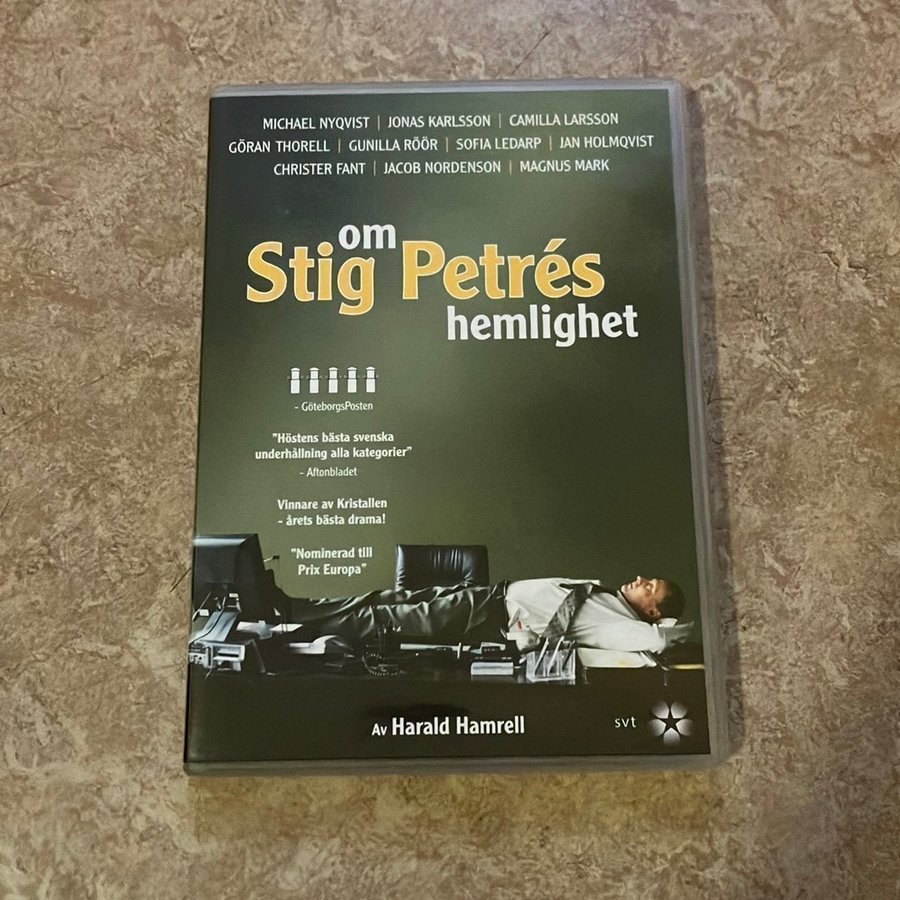 MICHAEL NYQVIST | JONAS KARLSSON | CAMILLA LARSSON
GÖRAN THORELL | GUNILLA RÖÖR | SOFIA LEDARP | JAN HOLMQVIST
CHRISTER FANT | JACOB NORDENSON | MAGNUS MARK
om
Stig Petrés
hemlighet
- GöteborgsPosten
"Höstens bästa svenska
underhållning alla kategorier"
- Aftonbladet
Vinnare av Kristallen
- årets bästa drama!
"Nominerad till
Prix Europa"
Av Harald Hamrell
svt